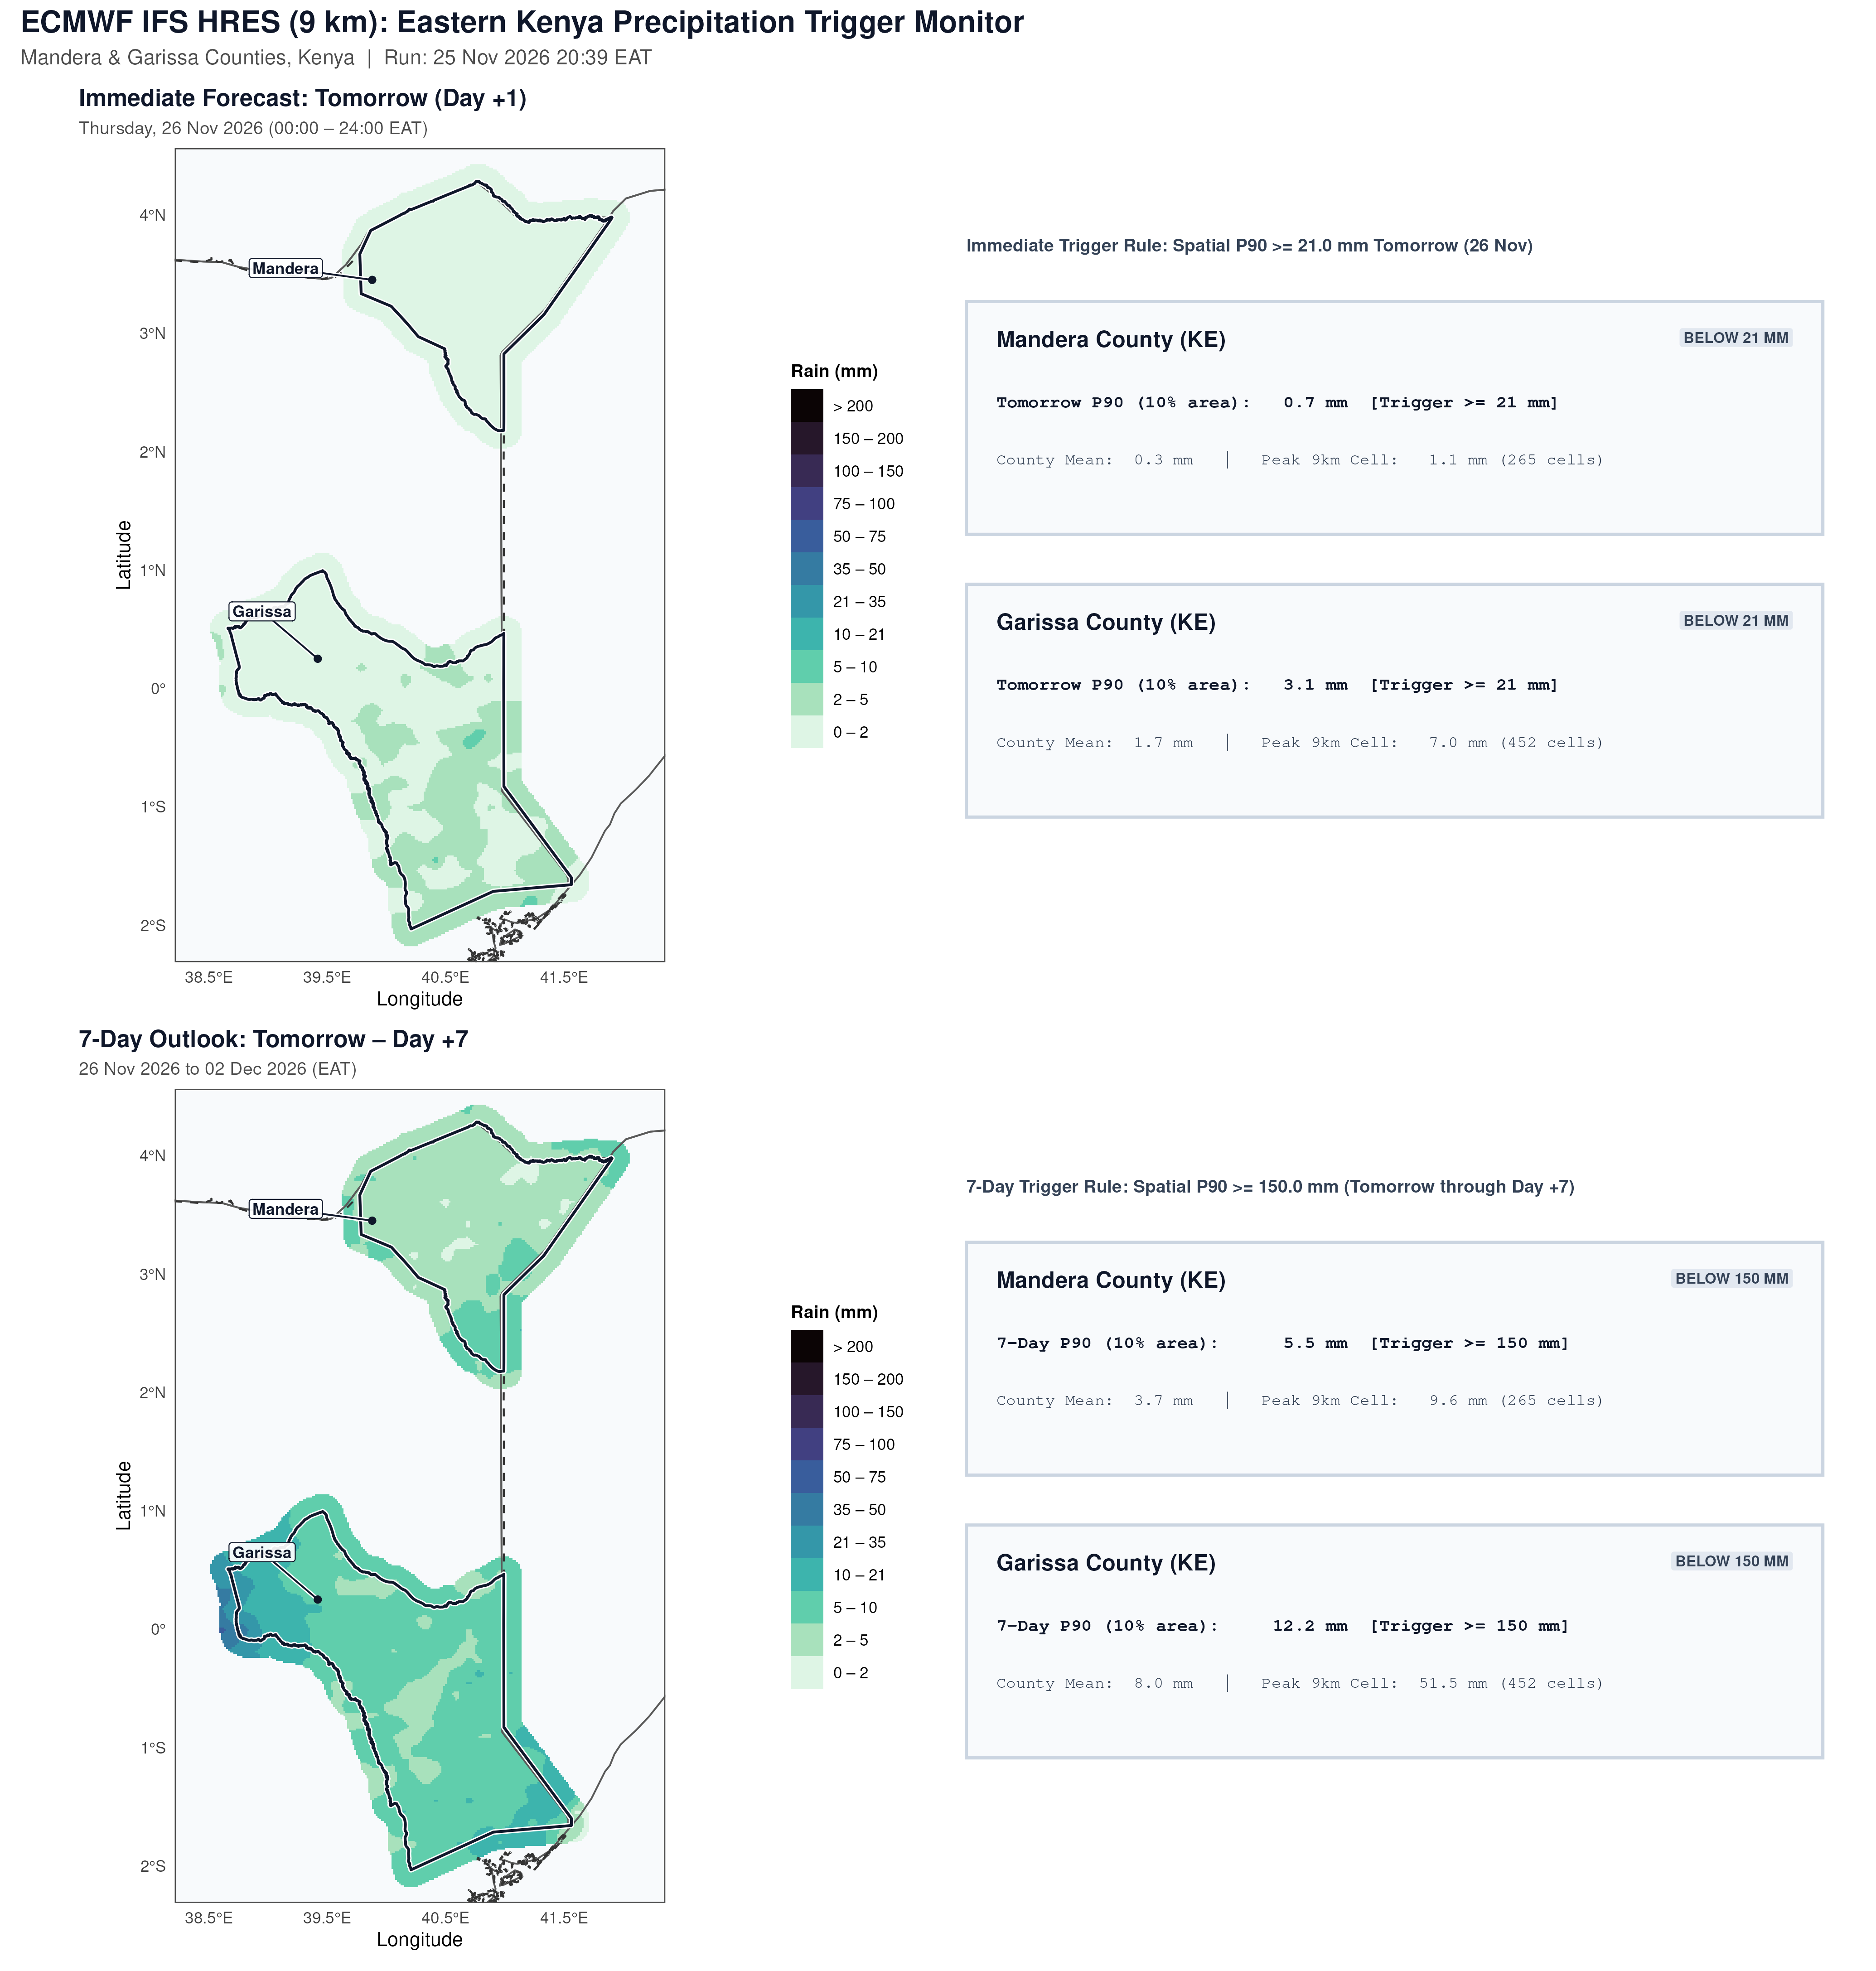 ECMWF IFS HRES (9 km): Eastern Kenya Precipitation Trigger Monitor
Mandera & Garissa Counties, Kenya | Run: 25 Nov 2026 20:39 EAT
Immediate Forecast: Tomorrow (Day +1)
Thursday, 26 Nov 2026 (00:00 – 24:00 EAT)
4°N
3°N
2°N
1°N
0°
1°S
2°S
Latitude
Mandera
Garissa
38.5°E 39.5°E 40.5°E 41.5°E
Longitude
Rain (mm)
> 200
150 – 200
100 – 150
75 – 100
50 – 75
35 – 50
21 – 35
10 – 21
5 – 10
2 – 5
0 – 2
Immediate Trigger Rule: Spatial P90 >= 21.0 mm Tomorrow (26 Nov)
Mandera County (KE)
BELOW 21 MM
Tomorrow P90 (10% area): 0.7 mm [Trigger >= 21 mm]
County Mean: 0.3 mm | Peak 9km Cell: 1.1 mm (265 cells)
Garissa County (KE)
BELOW 21 MM
Tomorrow P90 (10% area): 3.1 mm [Trigger >= 21 mm]
County Mean: 1.7 mm | Peak 9km Cell: 7.0 mm (452 cells)
7-Day Outlook: Tomorrow – Day +7
26 Nov 2026 to 02 Dec 2026 (EAT)
4°N
3°N
2°N
1°N
0°
1°S
2°S
Latitude
Mandera
Garissa
38.5°E 39.5°E 40.5°E 41.5°E
Longitude
Rain (mm)
> 200
150 – 200
100 – 150
75 – 100
50 – 75
35 – 50
21 – 35
10 – 21
5 – 10
2 – 5
0 – 2
7-Day Trigger Rule: Spatial P90 >= 150.0 mm (Tomorrow through Day +7)
Mandera County (KE)
BELOW 150 MM
7-Day P90 (10% area): 5.5 mm [Trigger >= 150 mm]
County Mean: 3.7 mm | Peak 9km Cell: 9.6 mm (265 cells)
Garissa County (KE)
BELOW 150 MM
7-Day P90 (10% area): 12.2 mm [Trigger >= 150 mm]
County Mean: 8.0 mm | Peak 9km Cell: 51.5 mm (452 cells)